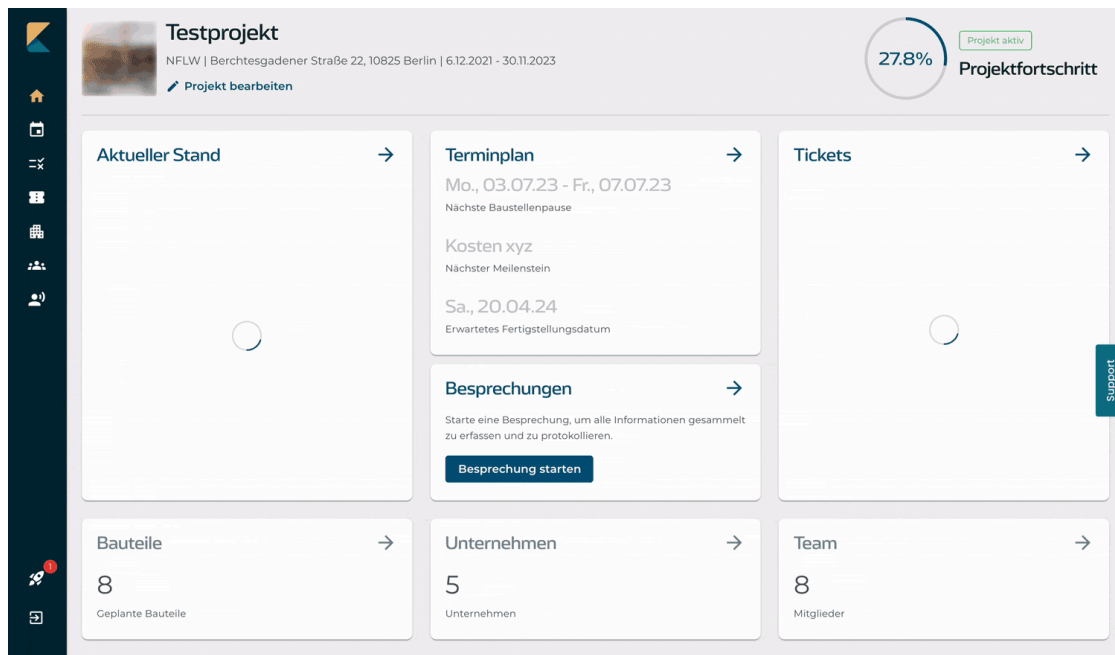 Testprojekt
NFLW | Berchtesgadener Straße 22, 10825 Berlin | 6.12.2021 - 30.11.2023
Projekt bearbeiten
27.8%
Projekt aktiv
Projektfortschritt
Aktueller Stand
Terminplan
Mo., 03.07.23 - Fr., 07.07.23
Nächste Baustellenpause
Kosten xyz
Nächster Meilenstein
Sa., 20.04.24
Erwartetes Fertigstellungsdatum
Tickets
Besprechungen
Starte eine Besprechung, um alle Informationen gesammelt
zu erfassen und zu protokollieren.
Besprechung starten
Support
Bauteile
8
Geplante Bauteile
Unternehmen
5
Unternehmen
Team
8
Mitglieder
1